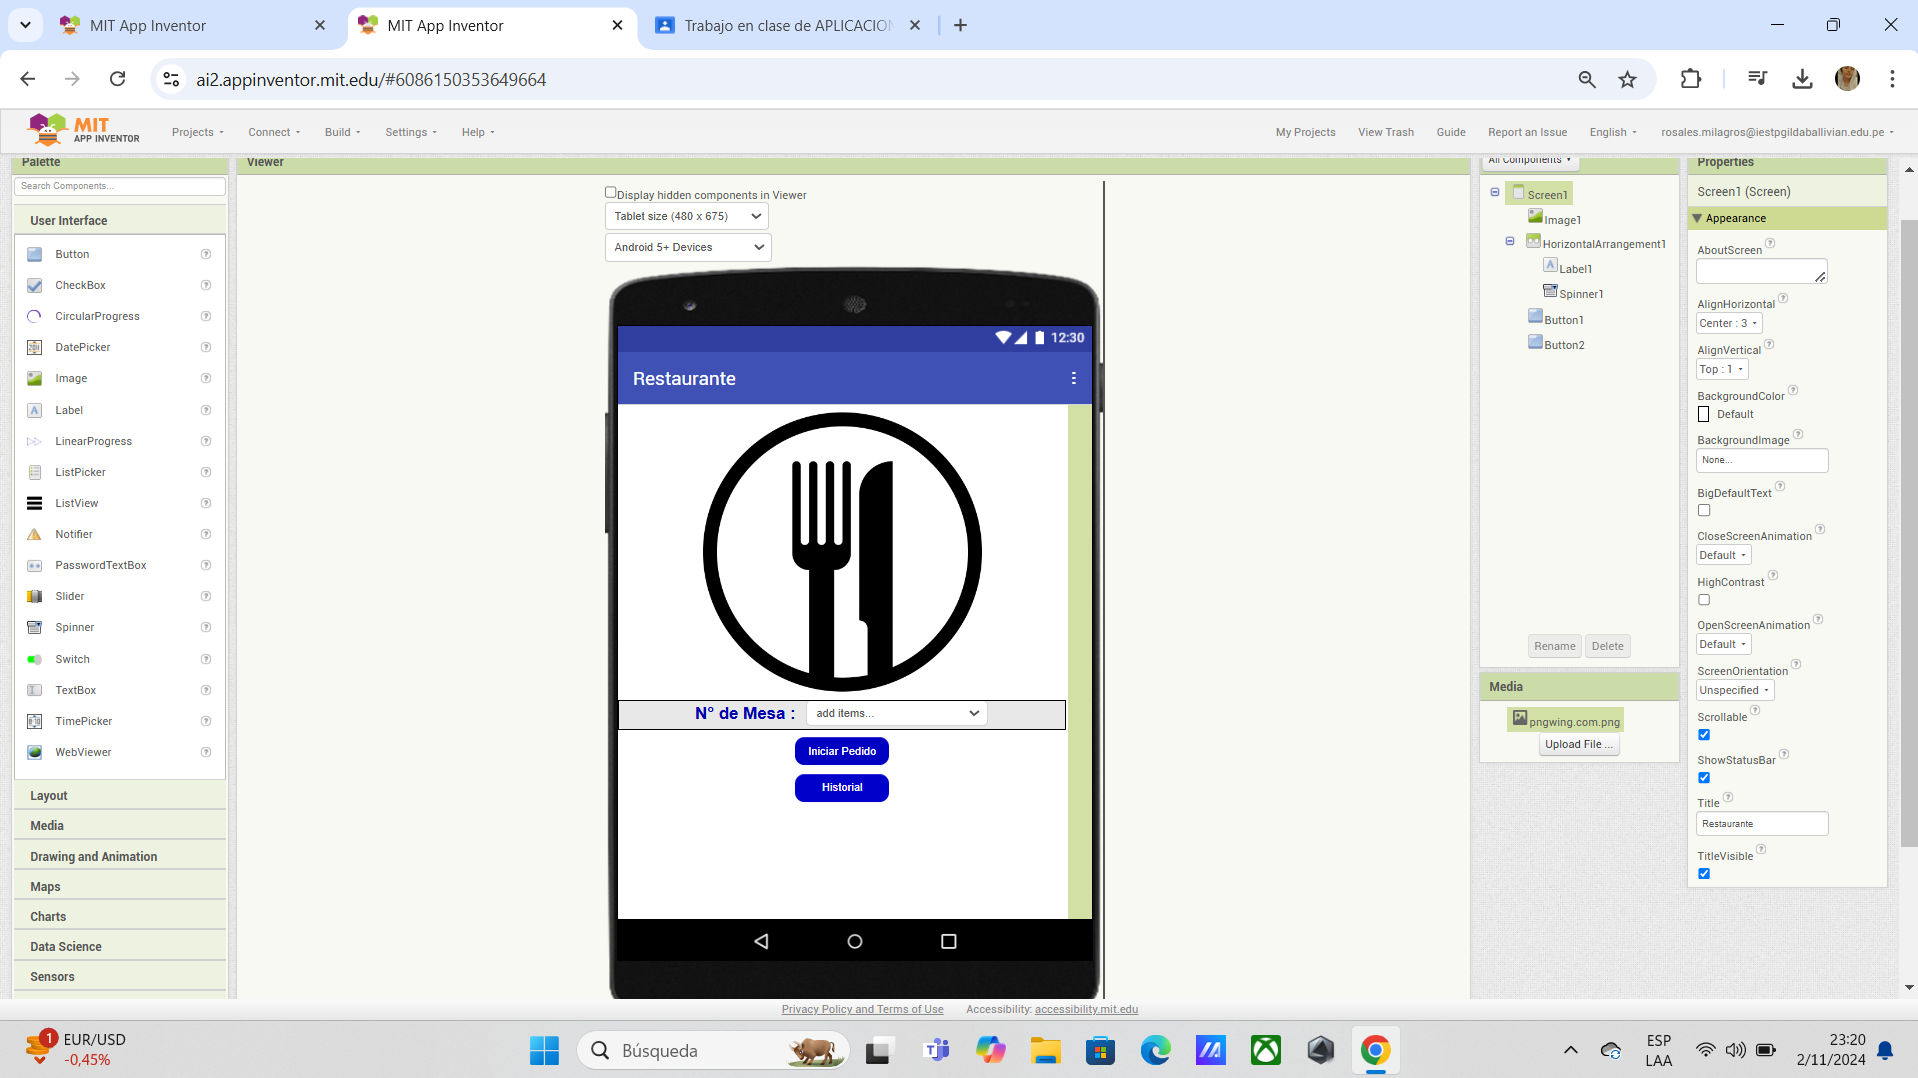 MIT App Inventor
MIT App Inventor
Trabajo en clase de APLICACION
ai2.appinventor.mit.edu/#6086150353649664
MIT
APP INVENTOR
Projects
Connect
Build
Settings
Help
My Projects
View Trash
Guide
Report an Issue
English
rosales.milagros@iestpgildaballivian.edu.pe
Palette
Search Components...
User Interface
Button
CheckBox
CircularProgress
DatePicker
Image
Label
LinearProgress
ListPicker
ListView
Notifier
PasswordTextBox
Slider
Spinner
Switch
TextBox
TimePicker
WebViewer
Layout
Media
Drawing and Animation
Maps
Charts
Data Science
Sensors
Viewer
Display hidden components in Viewer
Tablet size (480 x 675)
Android 5+ Devices
12:30
Restaurante
N° de Mesa :
add items...
Iniciar Pedido
Historial
All Components
Screen1
Image1
HorizontalArrangement1
Label1
Spinner1
Button1
Button2
Rename
Delete
Media
pngwing.com.png
Upload File ...
Properties
Screen1 (Screen)
Appearance
AboutScreen
AlignHorizontal
Center : 3
AlignVertical
Top : 1
BackgroundColor
Default
BackgroundImage
None...
BigDefaultText
CloseScreenAnimation
Default
HighContrast
OpenScreenAnimation
Default
ScreenOrientation
Unspecified
Scrollable
ShowStatusBar
Title
Restaurante
TitleVisible
Privacy Policy and Terms of Use
Accessibility: accessibility.mit.edu
1
EUR/USD
-0,45%
Búsqueda
ESP
LAA
23:20
2/11/2024